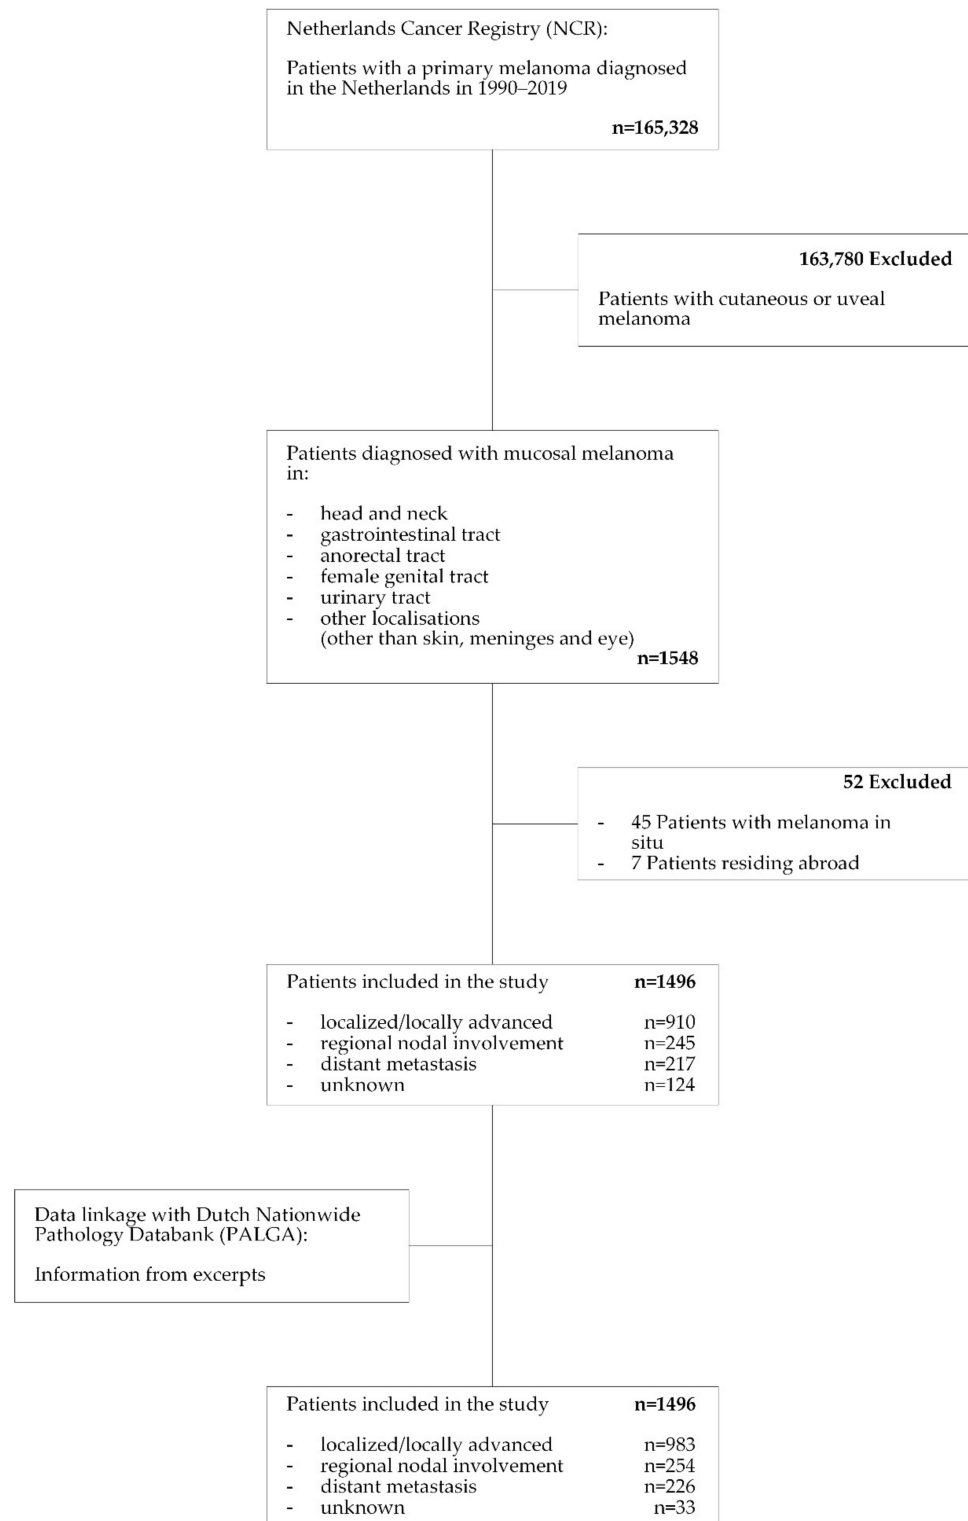 Netherlands Cancer Registry (NCR):
Patients with a primary melanoma diagnosed
in the Netherlands in 1990–2019
n=165,328
163,780 Excluded
Patients with cutaneous or uveal
melanoma
Patients diagnosed with mucosal melanoma
in:
- head and neck
- gastrointestinal tract
- anorectal tract
- female genital tract
- urinary tract
- other localisations
(other than skin, meninges and eye)
n=1548
52 Excluded
- 45 Patients with melanoma in
situ
- 7 Patients residing abroad
Patients included in the study n=1496
- localized/locally advanced n=910
- regional nodal involvement n=245
- distant metastasis n=217
- unknown n=124
Data linkage with Dutch Nationwide
Pathology Databank (PALGA):
Information from excerpts
Patients included in the study n=1496
- localized/locally advanced n=983
- regional nodal involvement n=254
- distant metastasis n=226
- unknown n=33